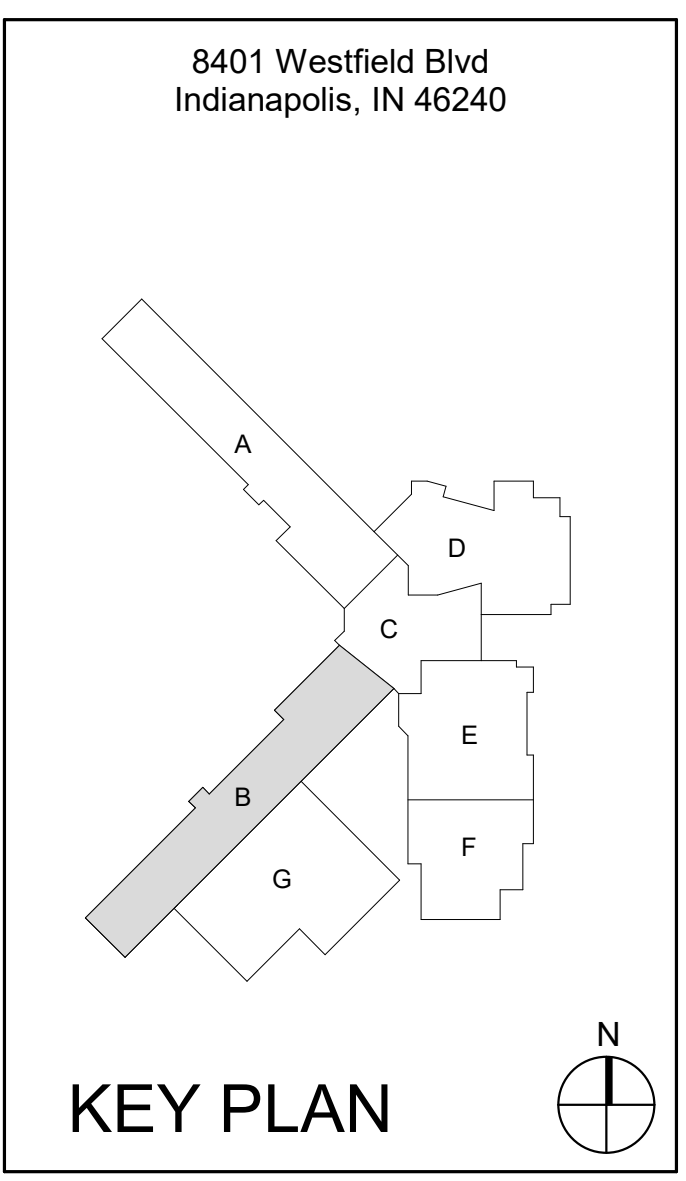 8401 Westfield Blvd
Indianapolis, IN 46240
A
D
C
E
B
F
G
N
KEY PLAN